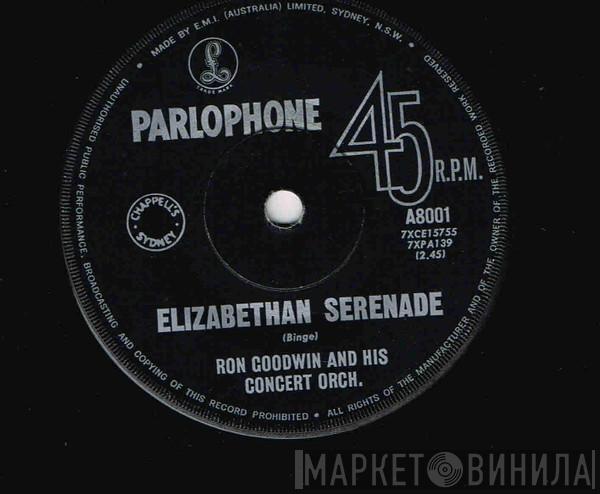 MADE BY E.M.I. (AUSTRALIA) LIMITED, SYDNEY, N.S.W. •
ALL RIGHTS OF THE MANUFACTURER AND OF THE OWNER OF THE RECORDED WORK RESERVED
UNAUTHORISED PUBLIC PERFORMANCE, BROADCASTING AND COPYING OF THIS RECORD PROHIBITED •
£
TRADE MARK
PARLOPHONE
45 R.P.M.
CHAPPELL'S
• SYDNEY •
A8001
7XCE15755
7XPA139
(2.45)
ELIZABETHAN SERENADE
(Binge)
RON GOODWIN AND HIS
CONCERT ORCH.
МАРКЕТ ВИНИЛА